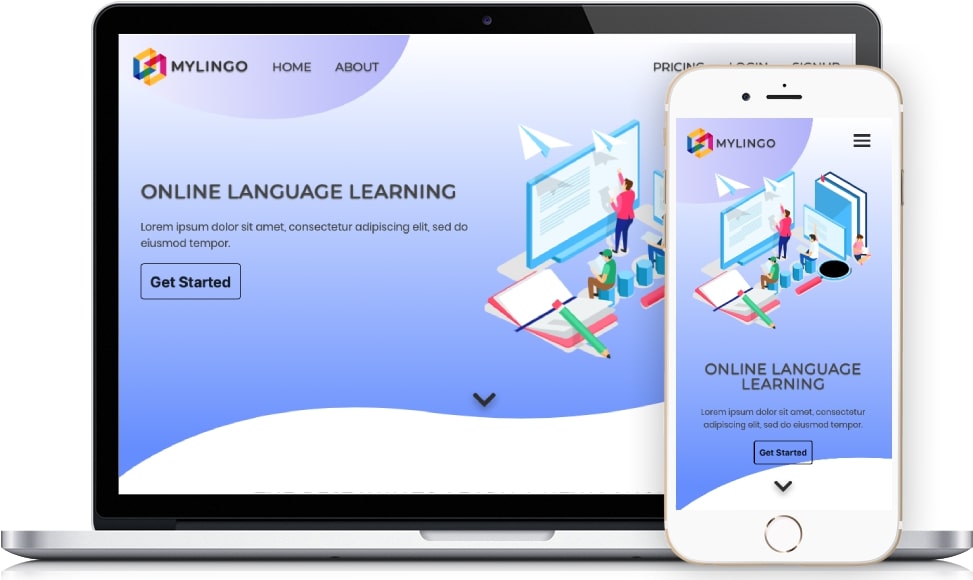 MYLINGO HOME ABOUT PRICING LOGIN SIGNUP
ONLINE LANGUAGE LEARNING
Lorem ipsum dolor sit amet, consectetur adipiscing elit, sed do
eiusmod tempor.
Get Started
MYLINGO
ONLINE LANGUAGE
LEARNING
Lorem ipsum dolor sit amet, consectetur
adipiscing elit, sed do eiusmod tempor.
Get Started